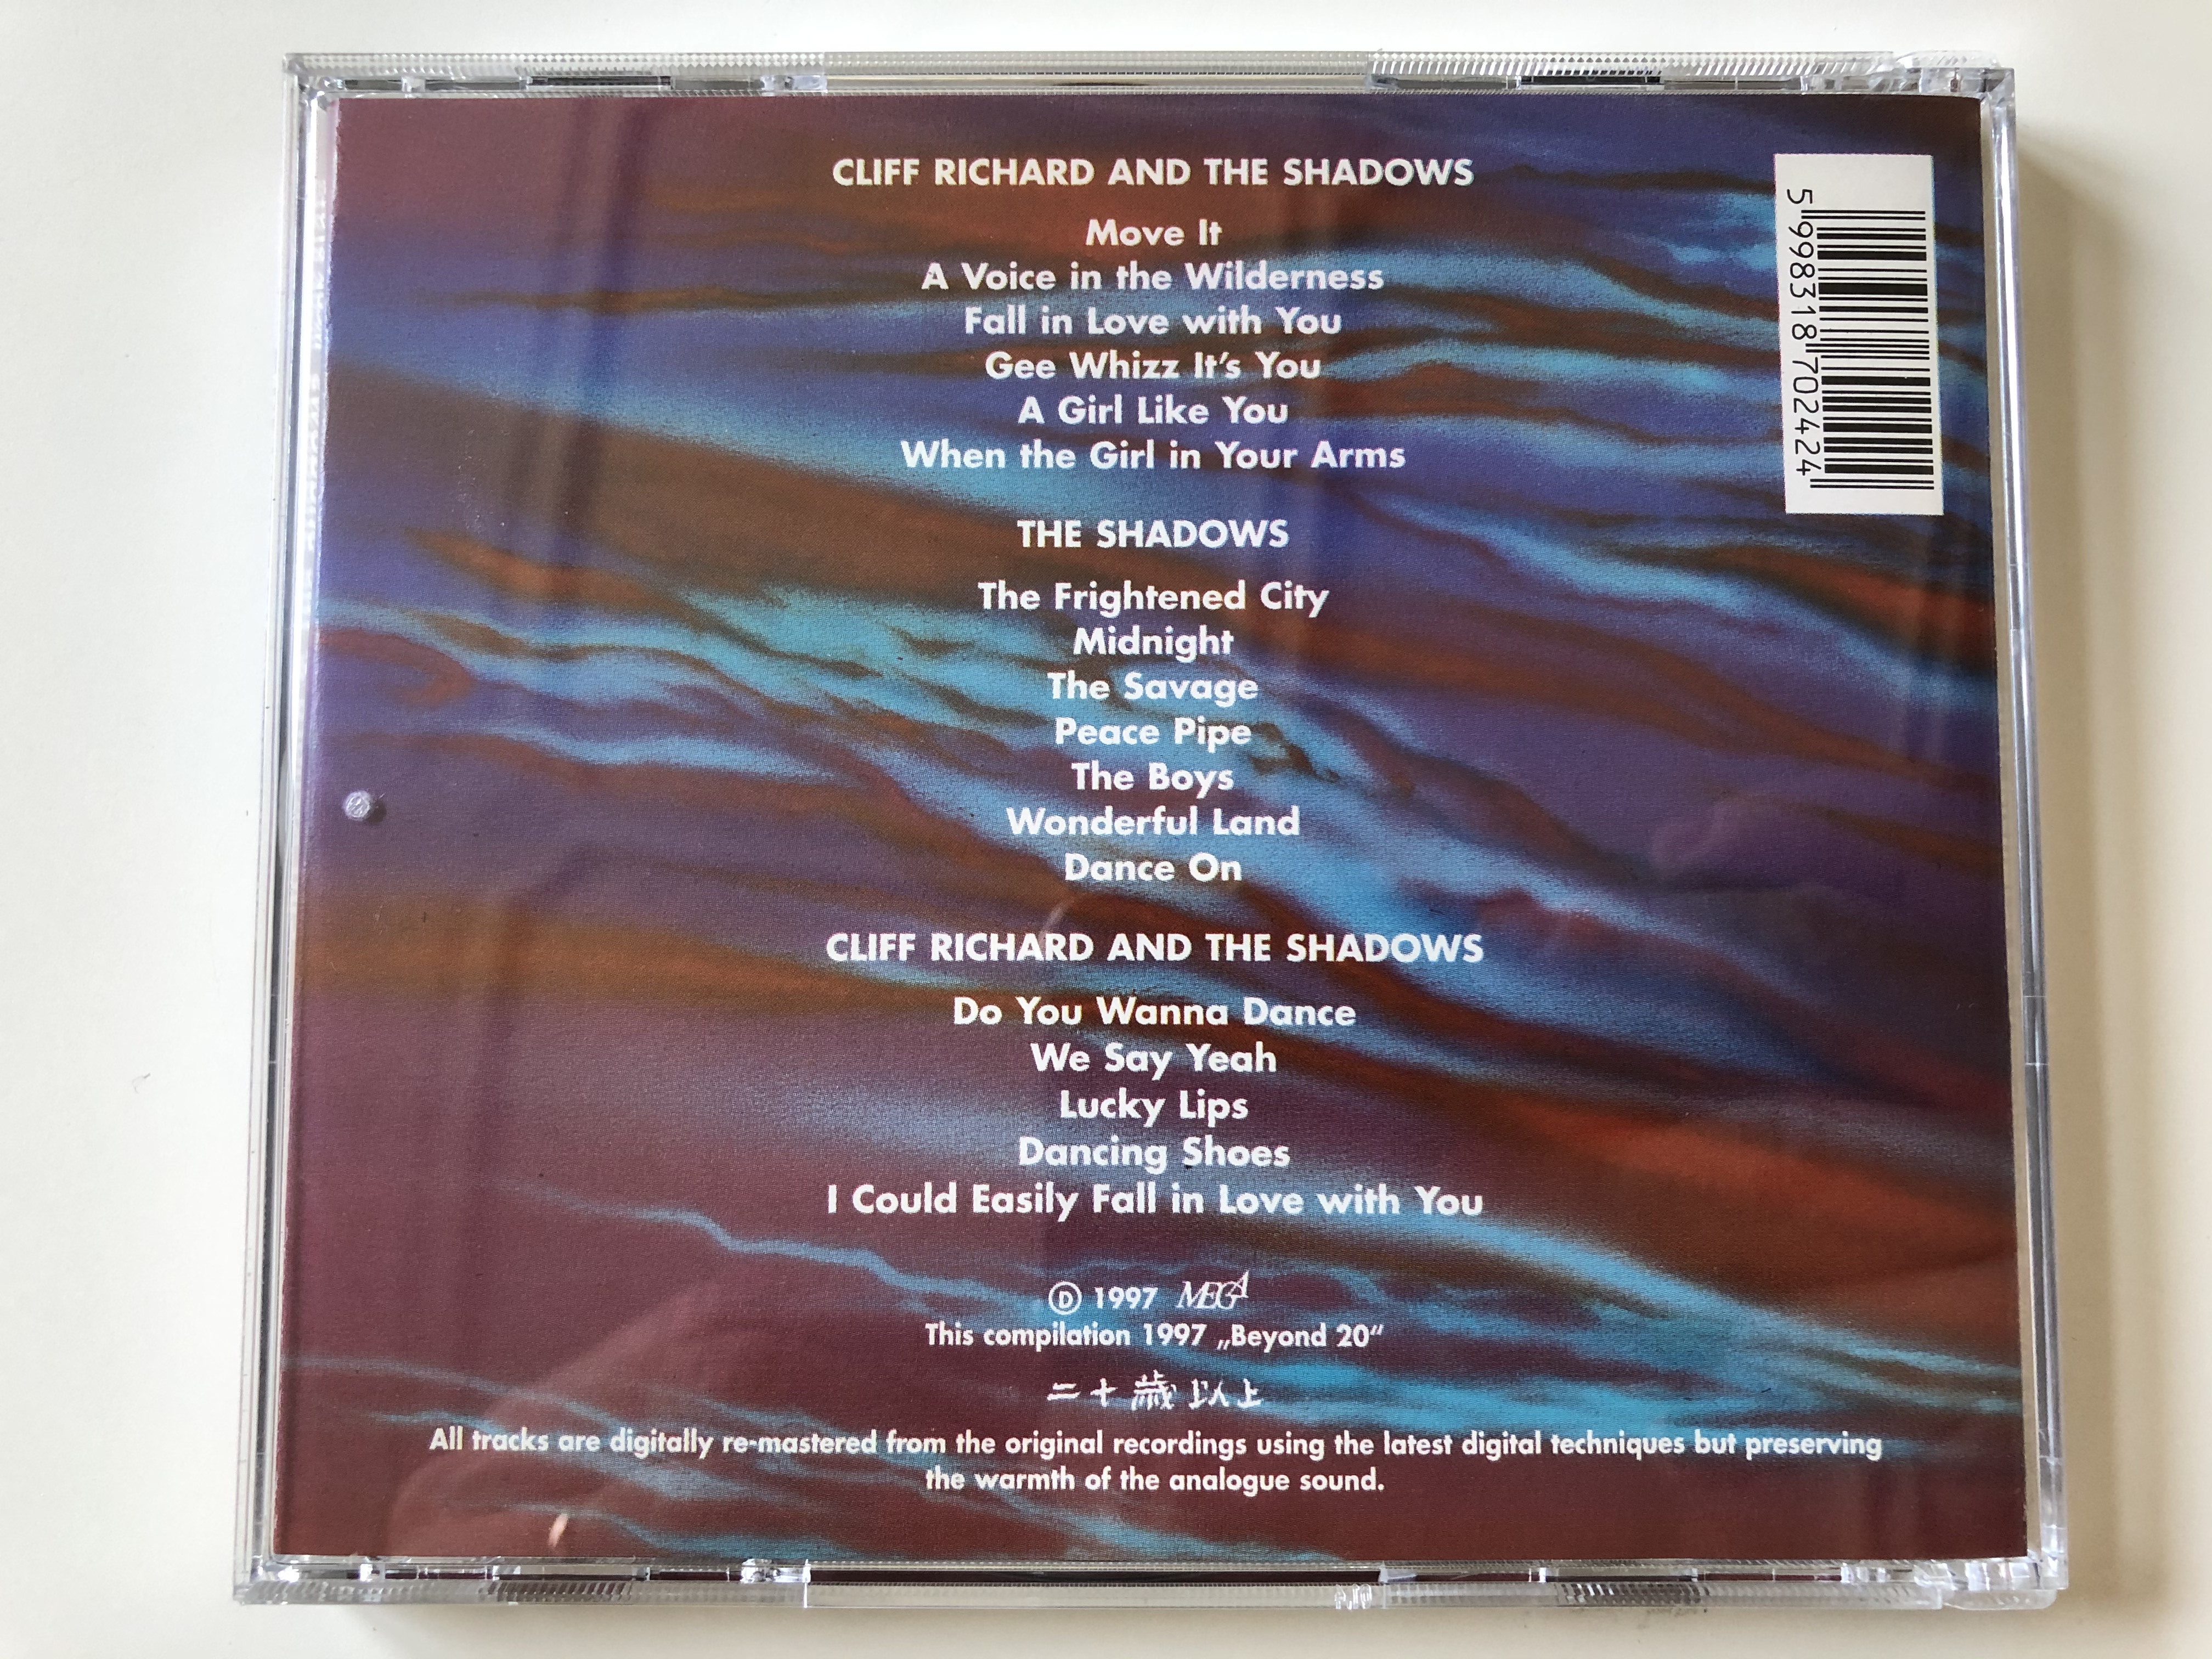 CLIFF RICHARD AND THE SHADOWS
Move It
A Voice in the Wilderness
Fall in Love with You
Gee Whizz It's You
A Girl Like You
When the Girl in Your Arms
THE SHADOWS
The Frightened City
Midnight
The Savage
Peace Pipe
The Boys
Wonderful Land
Dance On
CLIFF RICHARD AND THE SHADOWS
Do You Wanna Dance
We Say Yeah
Lucky Lips
Dancing Shoes
I Could Easily Fall in Love with You
Ⓓ 1997 MEGA
This compilation 1997 „Beyond 20“
二十歳以上
All tracks are digitally re-mastered from the original recordings using the latest digital techniques but preserving
the warmth of the analogue sound.
5 998318 702424